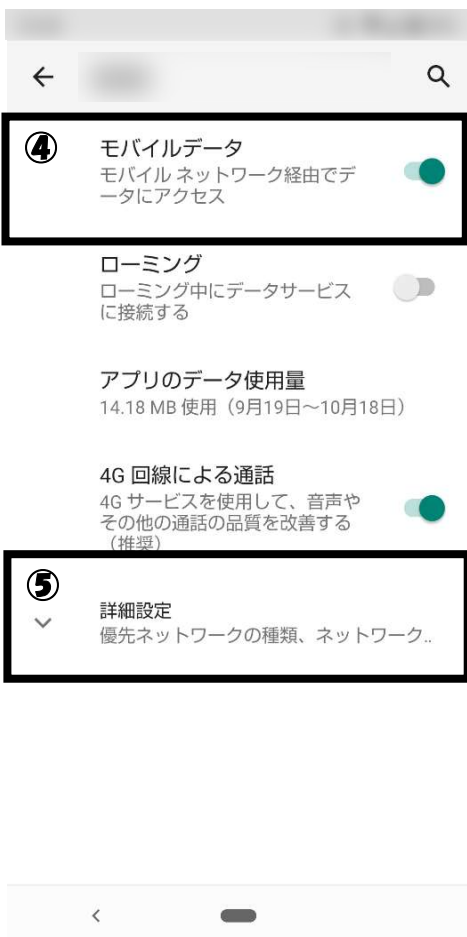 ④
モバイルデータ
モバイル ネットワーク経由でデ
ータにアクセス
ローミング
ローミング中にデータサービス
に接続する
アプリのデータ使用量
14.18 MB 使用（9月19日～10月18日）
4G 回線による通話
4G サービスを使用して、音声や
その他の通話の品質を改善する
（推奨）
⑤
詳細設定
優先ネットワークの種類、ネットワーク..